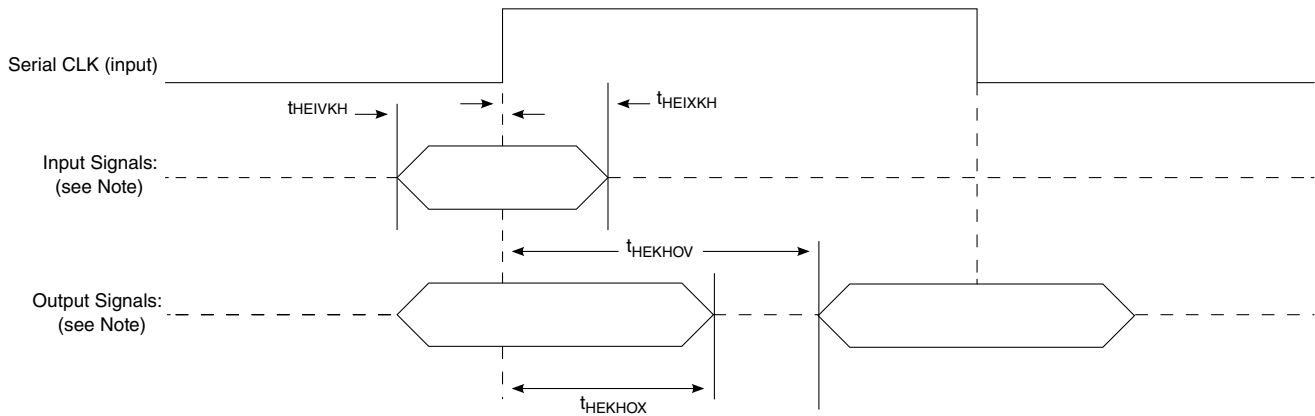 Serial CLK (input)
tHEIVKH
tHEIXKH
Input Signals:
(see Note)
tHEKHOV
Output Signals:
(see Note)
tHEKHOX